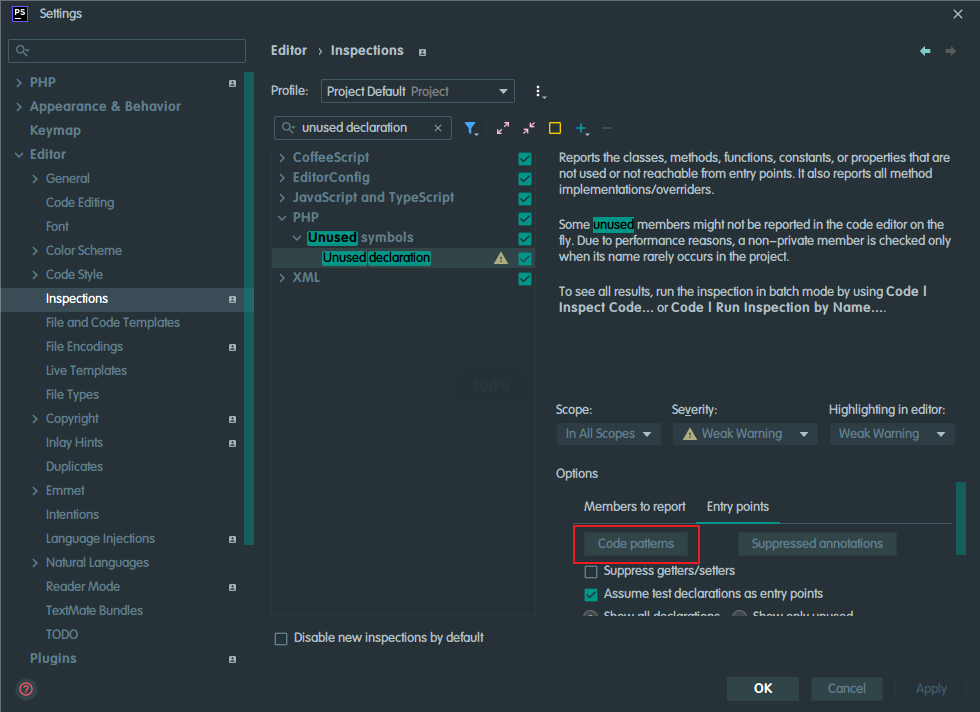 PS Settings
Editor › Inspections
Profile: Project Default Project
unused declaration
PHP
Appearance & Behavior
Keymap
Editor
General
Code Editing
Font
Color Scheme
Code Style
Inspections
File and Code Templates
File Encodings
Live Templates
File Types
Copyright
Inlay Hints
Duplicates
Emmet
Intentions
Language Injections
Natural Languages
Reader Mode
TextMate Bundles
TODO
Plugins
CoffeeScript
EditorConfig
JavaScript and TypeScript
PHP
Unused symbols
Unused declaration
XML
100%
Disable new inspections by default
Reports the classes, methods, functions, constants, or properties that are
not used or not reachable from entry points. It also reports all method
implementations/overriders.
Some unused members might not be reported in the code editor on the
fly. Due to performance reasons, a non-private member is checked only
when its name rarely occurs in the project.
To see all results, run the inspection in batch mode by using Code |
Inspect Code... or Code | Run Inspection by Name....
Scope: Severity: Highlighting in editor:
In All Scopes Weak Warning Weak Warning
Options
Members to report Entry points
Code patterns Suppressed annotations
Suppress getters/setters
Assume test declarations as entry points
Show all declarations Show only unused
? OK Cancel Apply